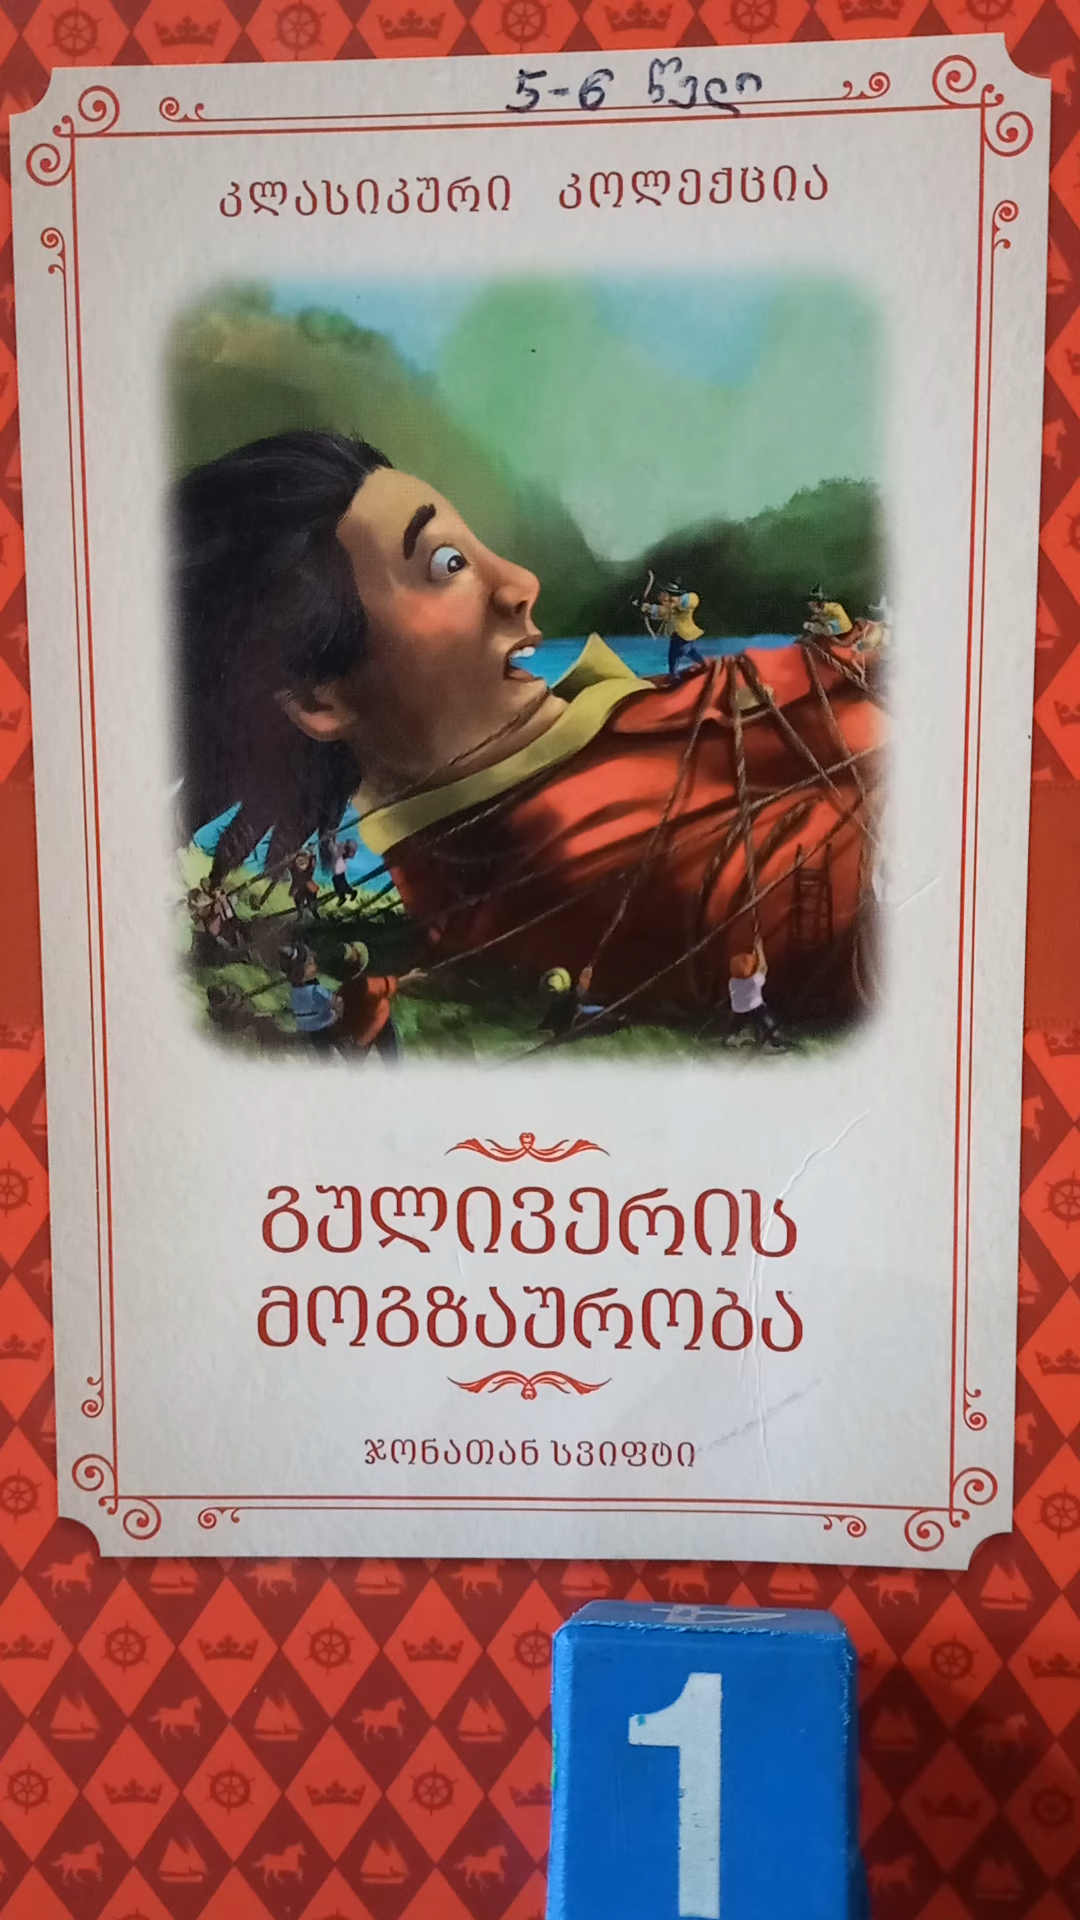 5-6 წელი
კლასიკური კოლექცია
გულივერის
მოგზაურობა
ჯონათან სვიფტი
1